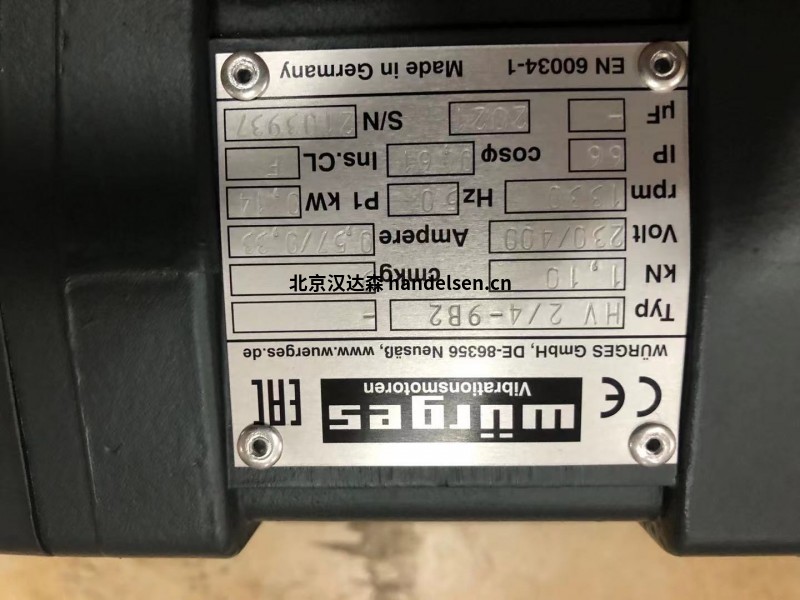 CE würges EAC
Vibrationsmotoren
WÜRGES GmbH, DE-86356 Neusäß, www.wuerges.de
Typ HV 2/4-9B2 -
kN 1,10 cmkg
北京汉达森 handelsen.cn
Volt 230/400 Ampere 0,57/0,33
rpm 1330 Hz 50 P1 kW 0,14
IP 66 cosφ Ins.CL. F
µF - S/N 2103937
EN 60034-1 Made in Germany